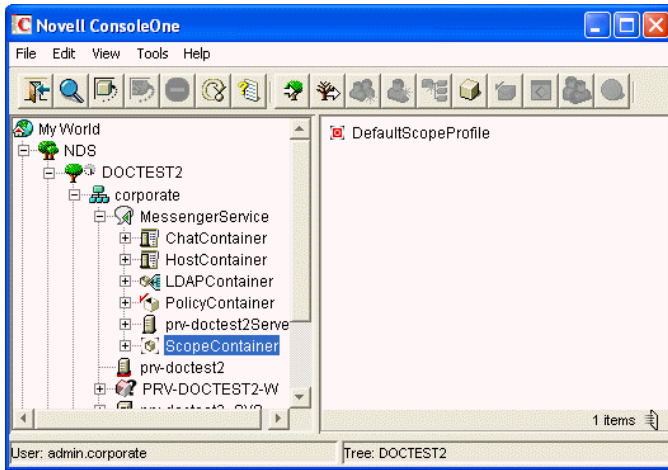 Novell ConsoleOne
File Edit View Tools Help
My World
NDS
DOCTEST2
corporate
MessengerService
ChatContainer
HostContainer
LDAPContainer
PolicyContainer
prv-doctest2Serve
ScopeContainer
prv-doctest2
PRV-DOCTEST2-W
DefaultScopeProfile
1 items
User: admin.corporate
Tree: DOCTEST2